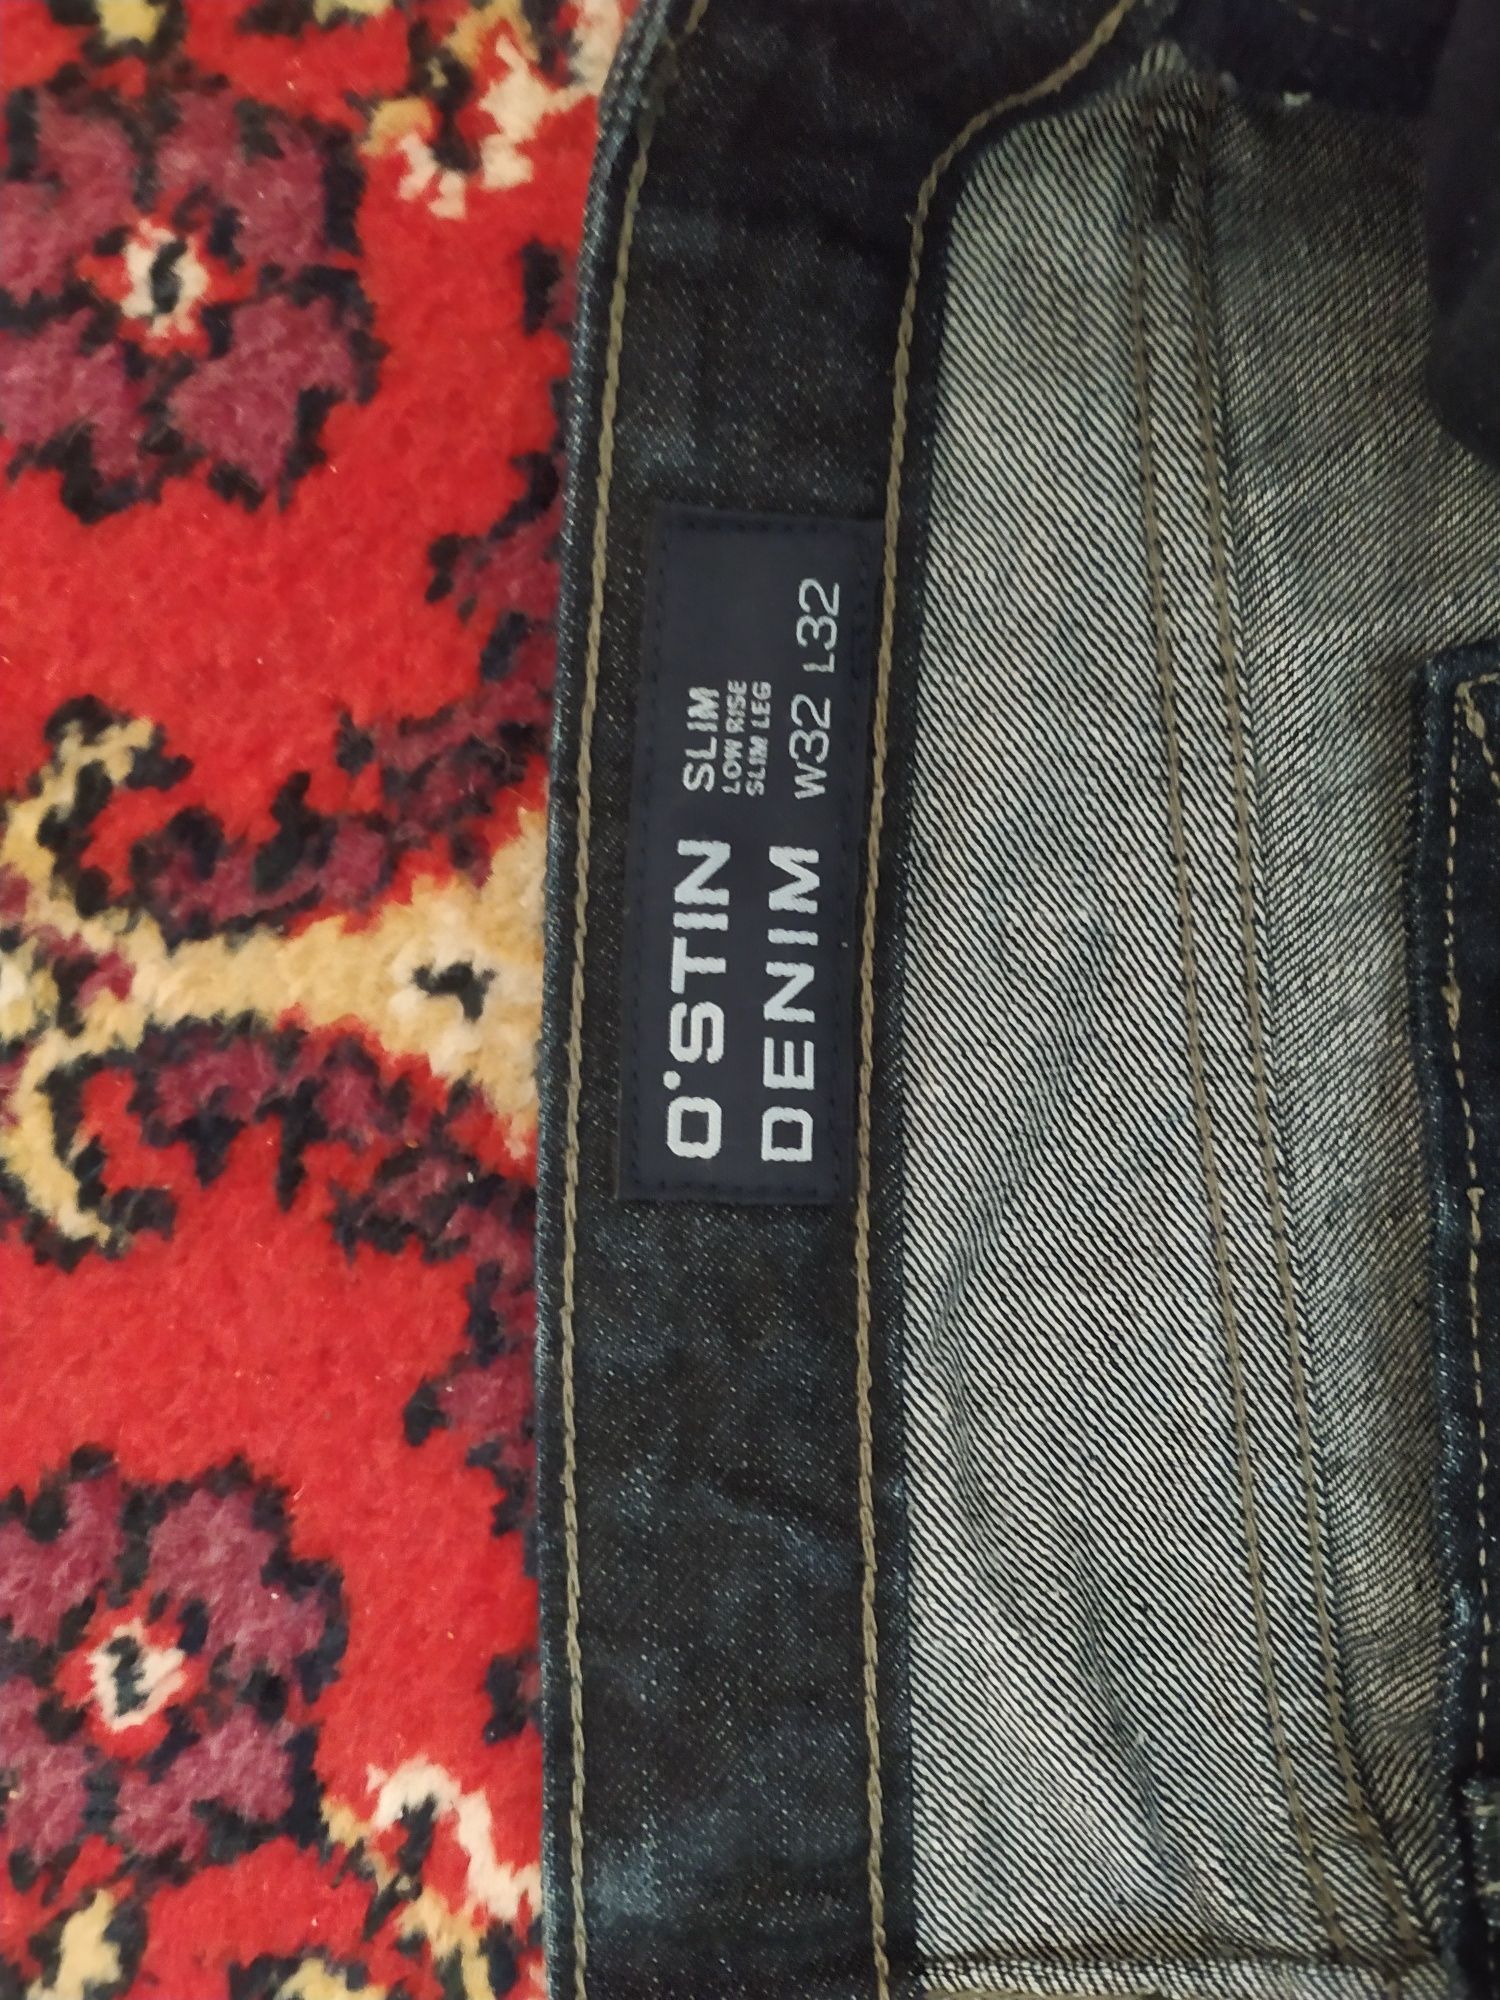 O'STIN
DENIM
SLIM
LOW RISE
SLIM LEG
W32 L32